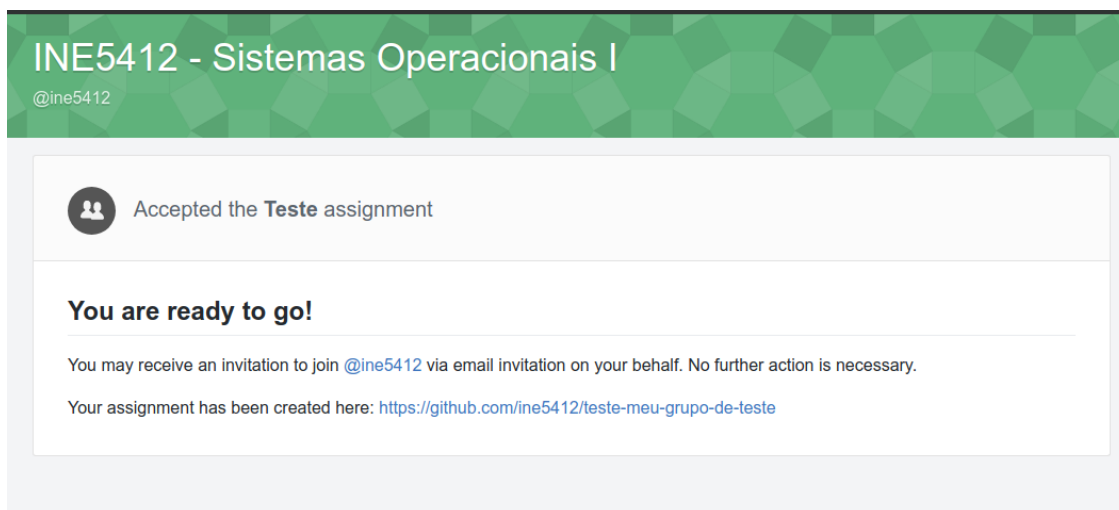 INE5412 - Sistemas Operacionais I
@ine5412
Accepted the Teste assignment
You are ready to go!
You may receive an invitation to join @ine5412 via email invitation on your behalf. No further action is necessary.
Your assignment has been created here: https://github.com/ine5412/teste-meu-grupo-de-teste